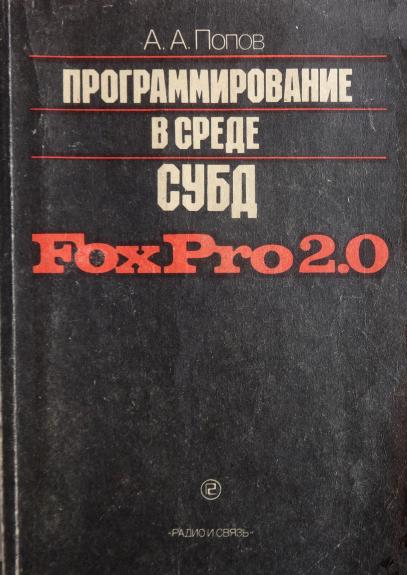 А. А. Попов
ПРОГРАММИРОВАНИЕ
В СРЕДЕ
СУБД
FoxPro 2.0
«РАДИО И СВЯЗЬ»